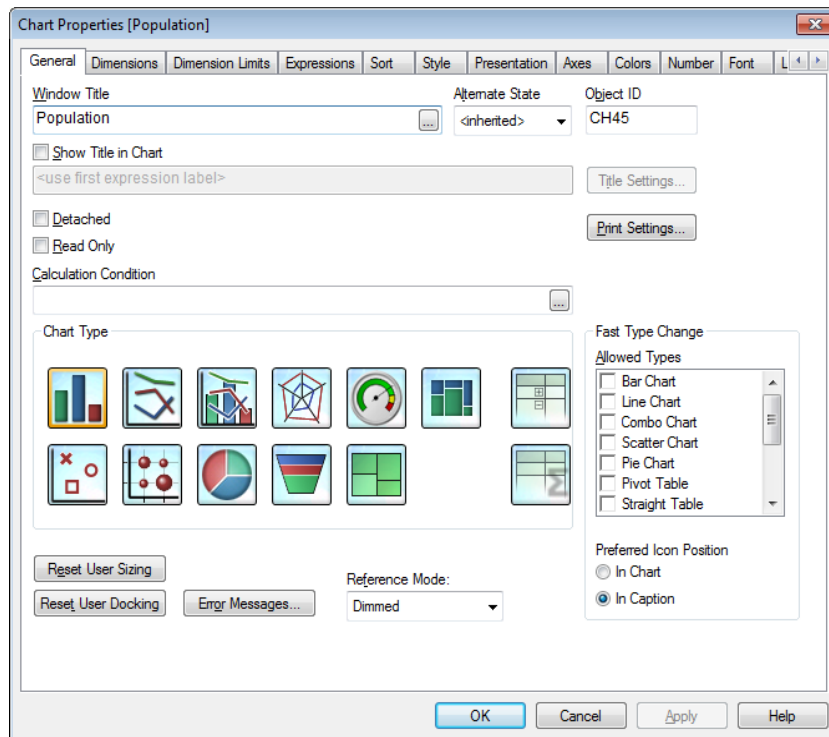 Chart Properties [Population]
General Dimensions Dimension Limits Expressions Sort Style Presentation Axes Colors Number Font L
Window Title Alternate State Object ID
Population ... <inherited> CH45
Show Title in Chart
<use first expression label> Title Settings...
Detached
Print Settings...
Read Only
Calculation Condition
...
Chart Type Fast Type Change
Allowed Types
Bar Chart
Line Chart
Combo Chart
Scatter Chart
Pie Chart
Pivot Table
Straight Table
Σ
Preferred Icon Position
Reset User Sizing Reference Mode: In Chart
Reset User Docking Error Messages... Dimmed In Caption
OK Cancel Apply Help